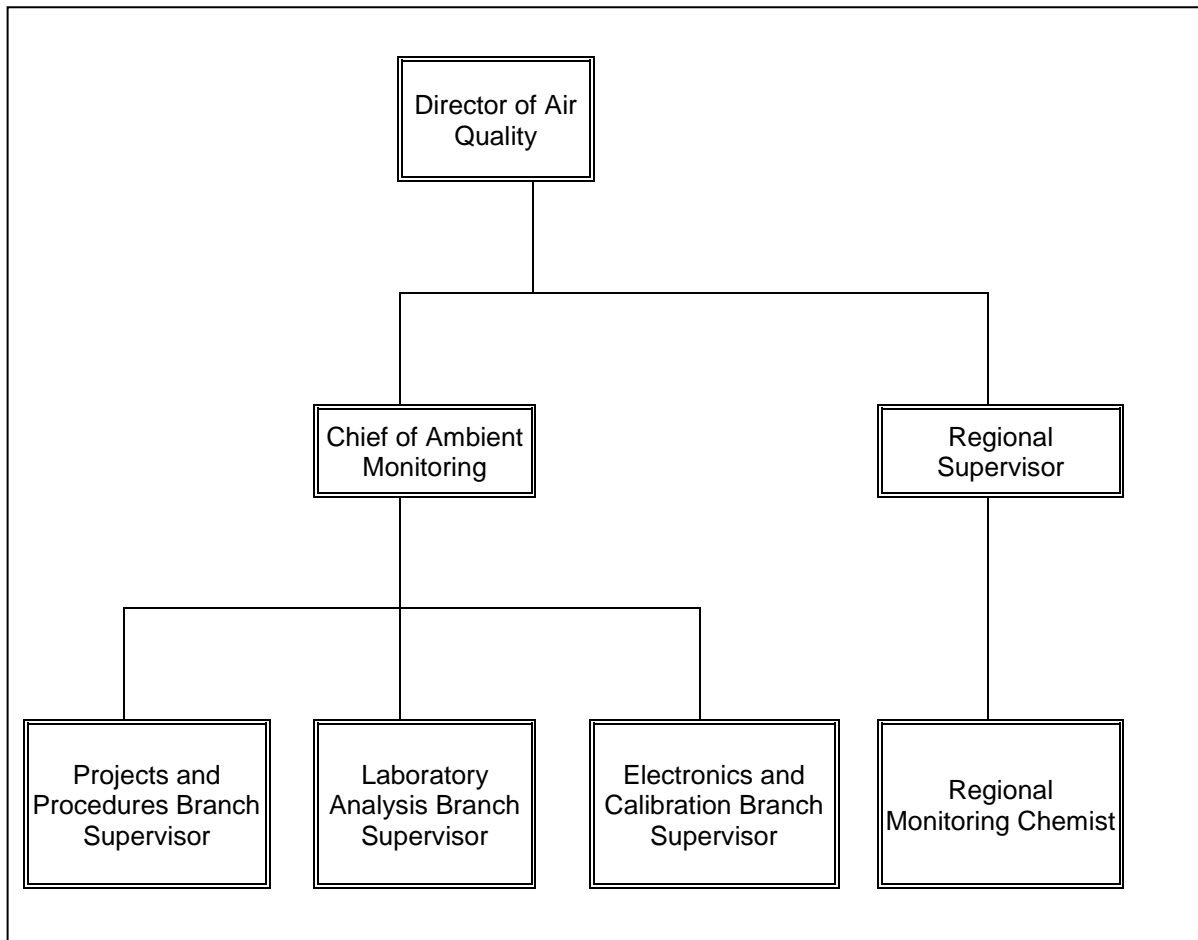 Director of Air
Quality
Chief of Ambient
Monitoring
Regional
Supervisor
Projects and
Procedures Branch
Supervisor
Laboratory
Analysis Branch
Supervisor
Electronics and
Calibration Branch
Supervisor
Regional
Monitoring Chemist